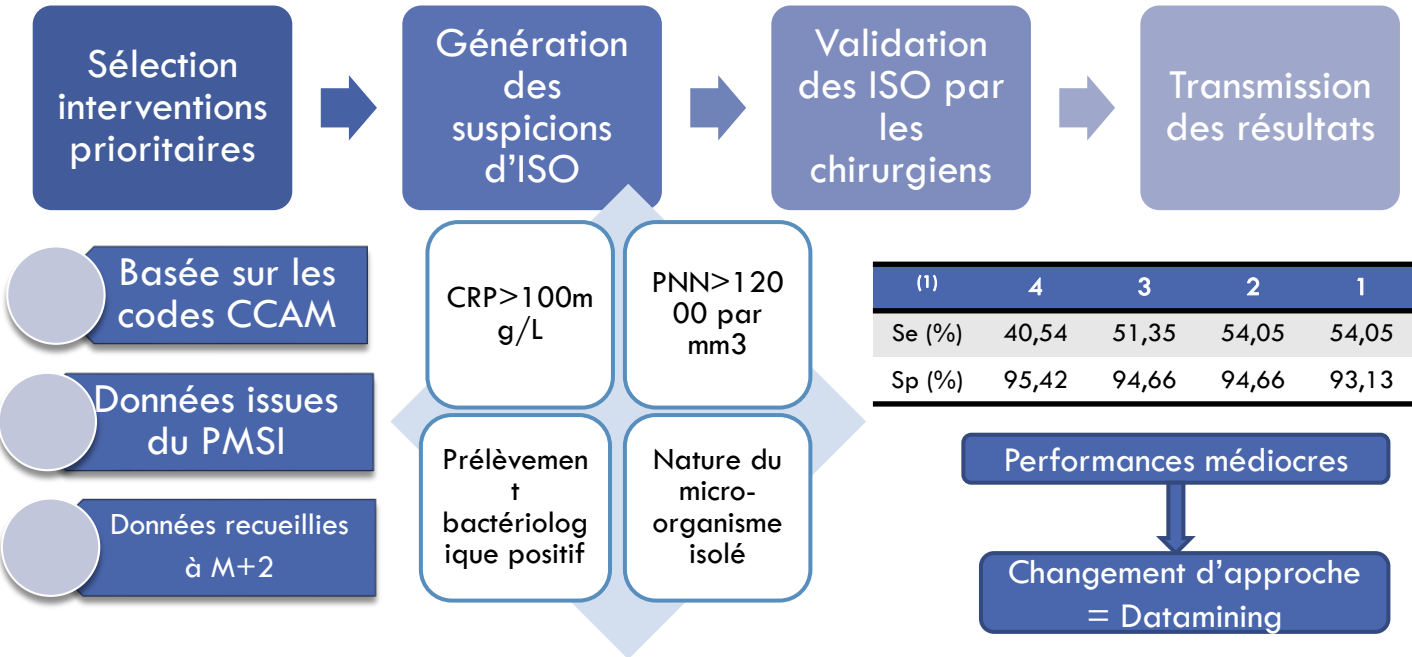 Sélection
interventions
prioritaires
Génération
des
suspicions
d'ISO
Validation
des ISO par
les
chirurgiens
Transmission
des résultats
Basée sur les
codes CCAM
Données issues
du PMSI
Données recueillies
à M+2
CRP>100m
g/L
PNN>120
00 par
mm3
Prélèvemen
t
bactériolog
ique positif
Nature du
micro-
organisme
isolé
(1) 4 3 2 1
Se (%) 40,54 51,35 54,05 54,05
Sp (%) 95,42 94,66 94,66 93,13
Performances médiocres
Changement d'approche
= Datamining